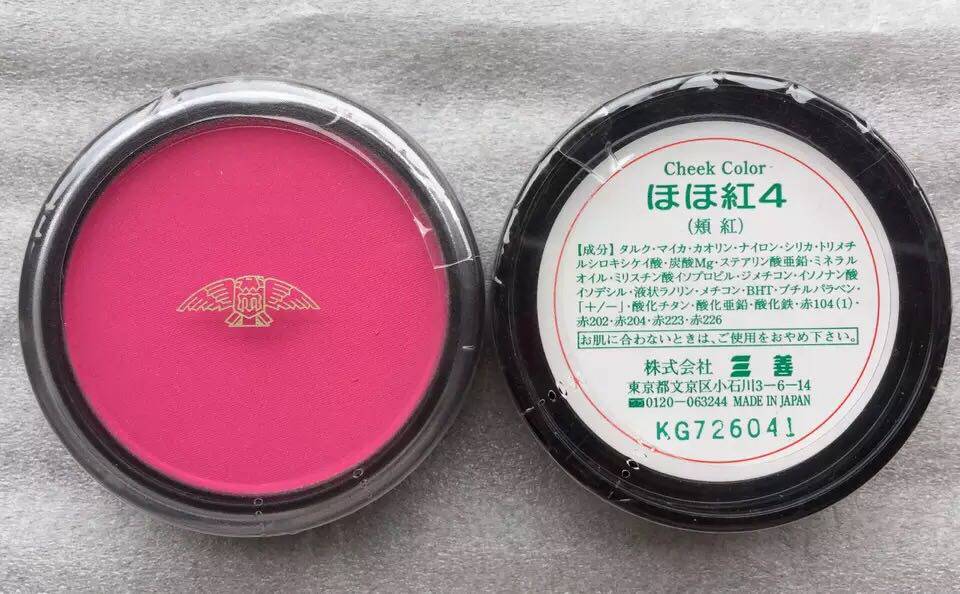 Cheek Color
ほほ紅4
(頬 紅)
【成分】タルク・マイカ・カオリン・ナイロン・シリカ・トリメチ
ルシロキシケイ酸・炭酸Mg・ステアリン酸亜鉛・ミネラル
オイル・ミリスチン酸イソプロピル・ジメチコン・イソノナン酸
イソデシル・液状ラノリン・メチコン・BHT・ブチルパラベン・
「+/−」・酸化チタン・酸化亜鉛・酸化鉄・赤104(1)・
赤202・赤204・赤223・赤226
お肌に合わないときは、ご使用をおやめ下さい。
株式会社 三善
東京都文京区小石川3−6−14
0120−063244 MADE IN JAPAN
KG726041